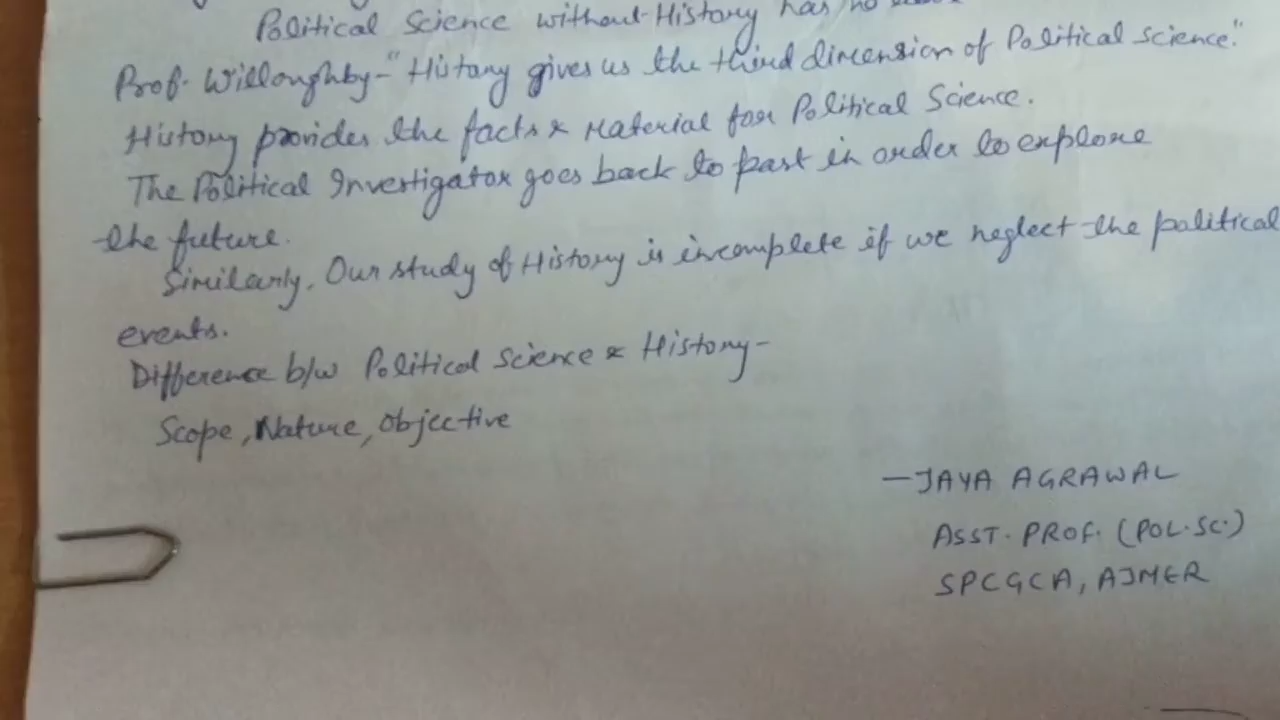 Political Science without History has no
Prof. Willoughby - "History gives us the third dimension of Political science."
History provides the facts & material for Political Science.
The Political Investigator goes back to past in order to explore
the future.
Similarly, Our study of History is incomplete if we neglect the political
events.
Difference b/w Political Science & History -
Scope, Nature, Objective
— JAYA AGRAWAL
ASST. PROF. (POL.SC.)
SPCGCA, AJMER